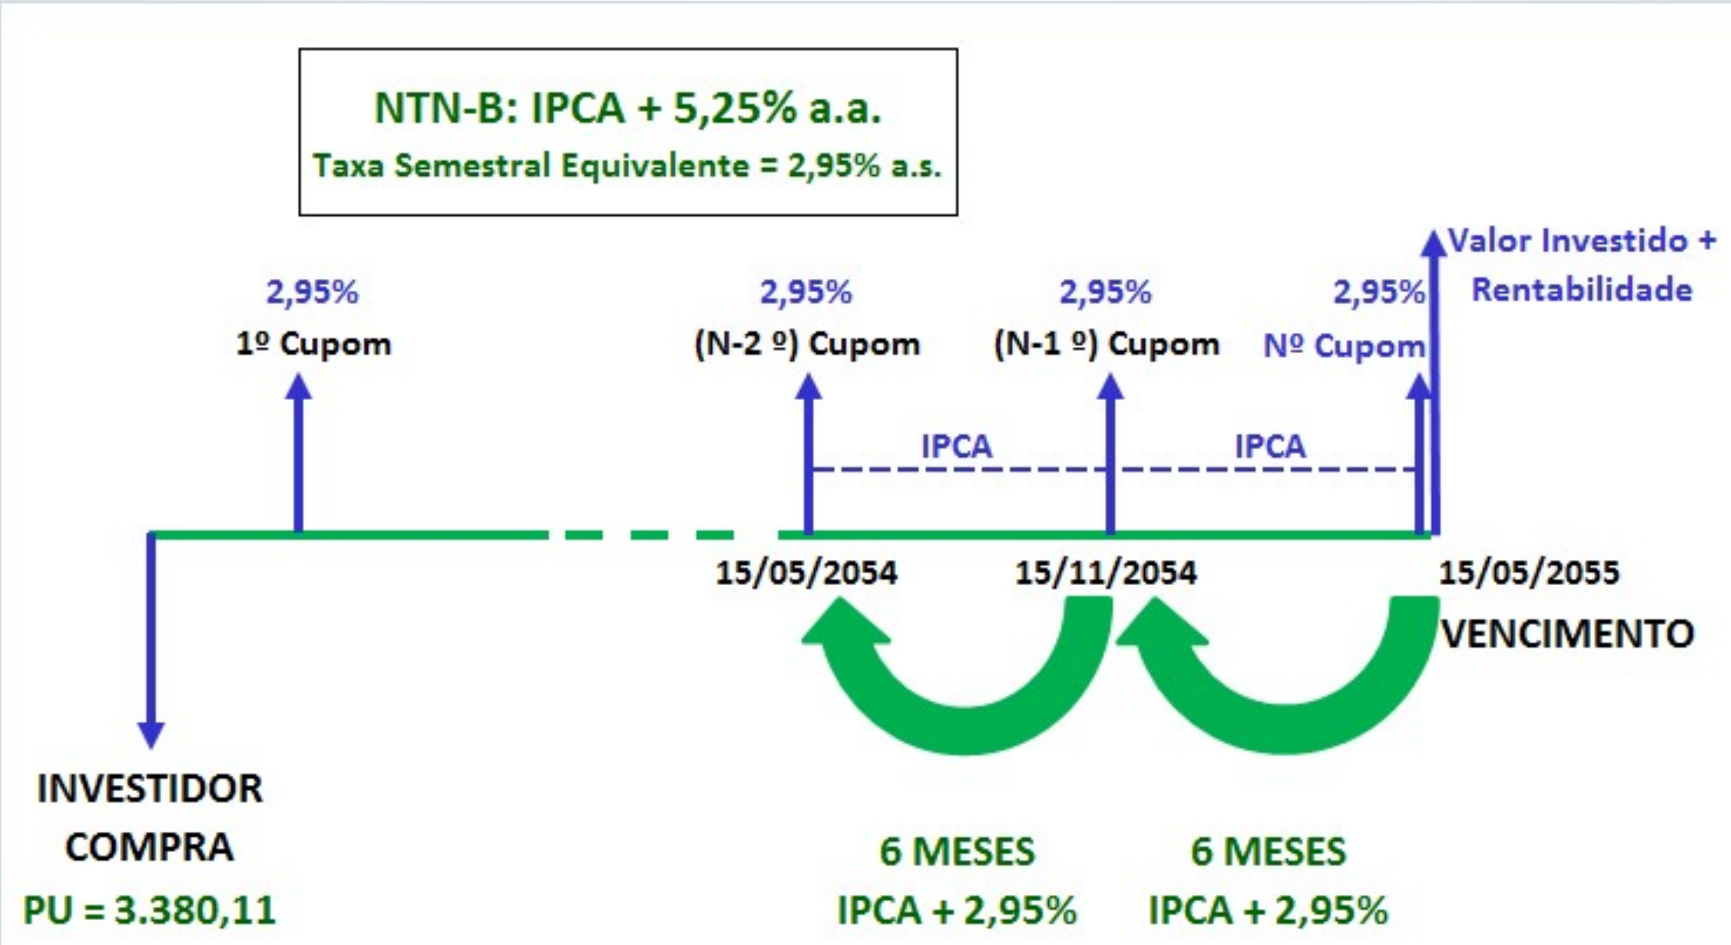 NTN-B: IPCA + 5,25% a.a.
Taxa Semestral Equivalente = 2,95% a.s.
Valor Investido +
Rentabilidade
2,95%
1º Cupom
2,95%
(N-2 º) Cupom
2,95%
(N-1 º) Cupom
2,95%
Nº Cupom
IPCA
IPCA
15/05/2054
15/11/2054
15/05/2055
VENCIMENTO
INVESTIDOR
COMPRA
PU = 3.380,11
6 MESES
IPCA + 2,95%
6 MESES
IPCA + 2,95%